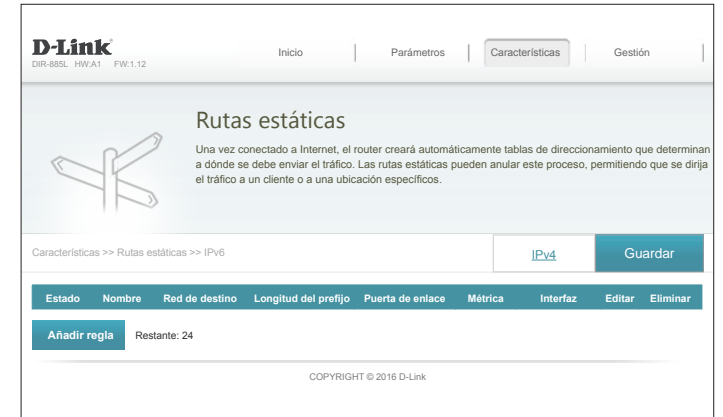 D-Link
DIR-885L HW:A1 FW:1.12
Inicio
Parámetros
Características
Gestión
Rutas estáticas
Una vez conectado a Internet, el router creará automáticamente tablas de direccionamiento que determinan
a dónde se debe enviar el tráfico. Las rutas estáticas pueden anular este proceso, permitiendo que se dirija
el tráfico a un cliente o a una ubicación específicos.
Características >> Rutas estáticas >> IPv6
IPv4
Guardar
Estado Nombre Red de destino Longitud del prefijo Puerta de enlace Métrica Interfaz Editar Eliminar
Añadir regla
Restante: 24
COPYRIGHT © 2016 D-Link